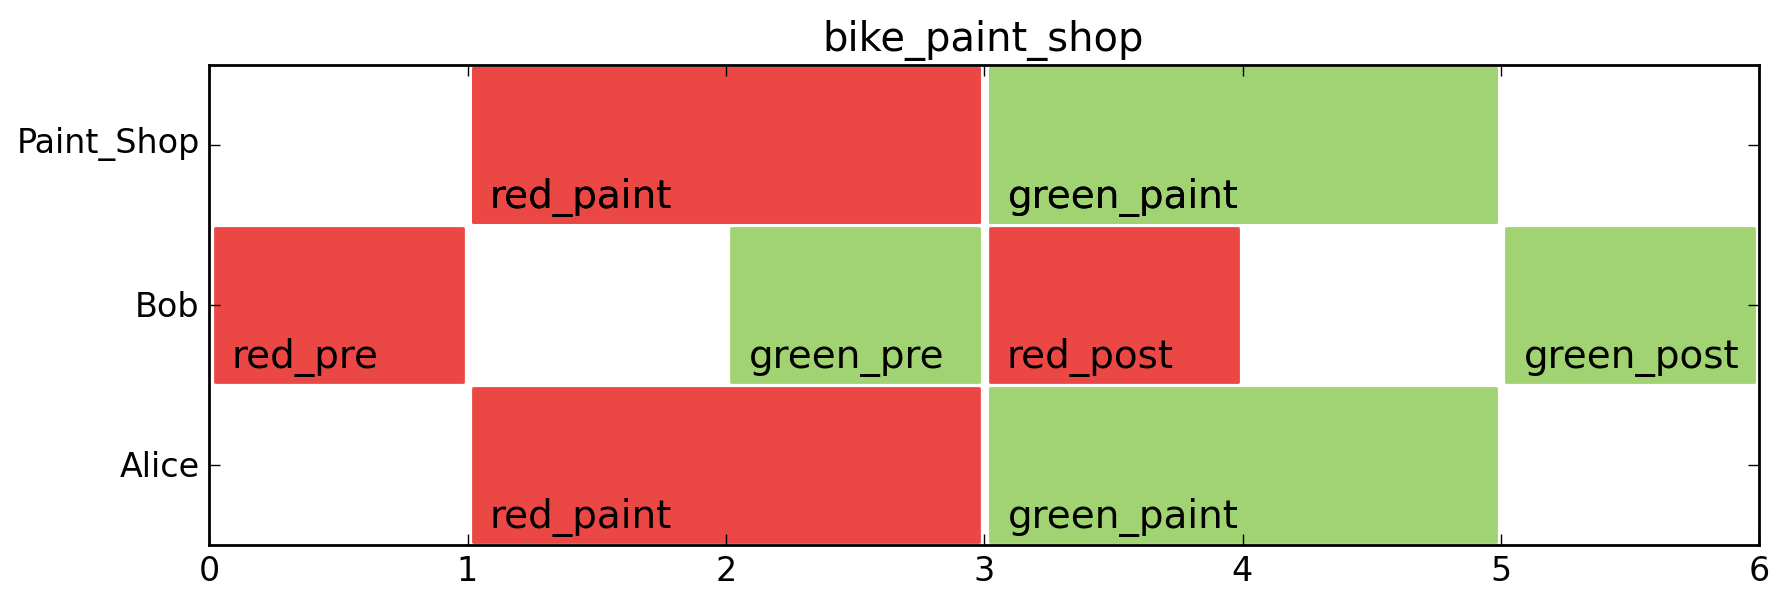 bike_paint_shop
Paint_Shop
red_paint
green_paint
Bob
red_pre
green_pre
red_post
green_post
Alice
red_paint
green_paint
0 1 2 3 4 5 6